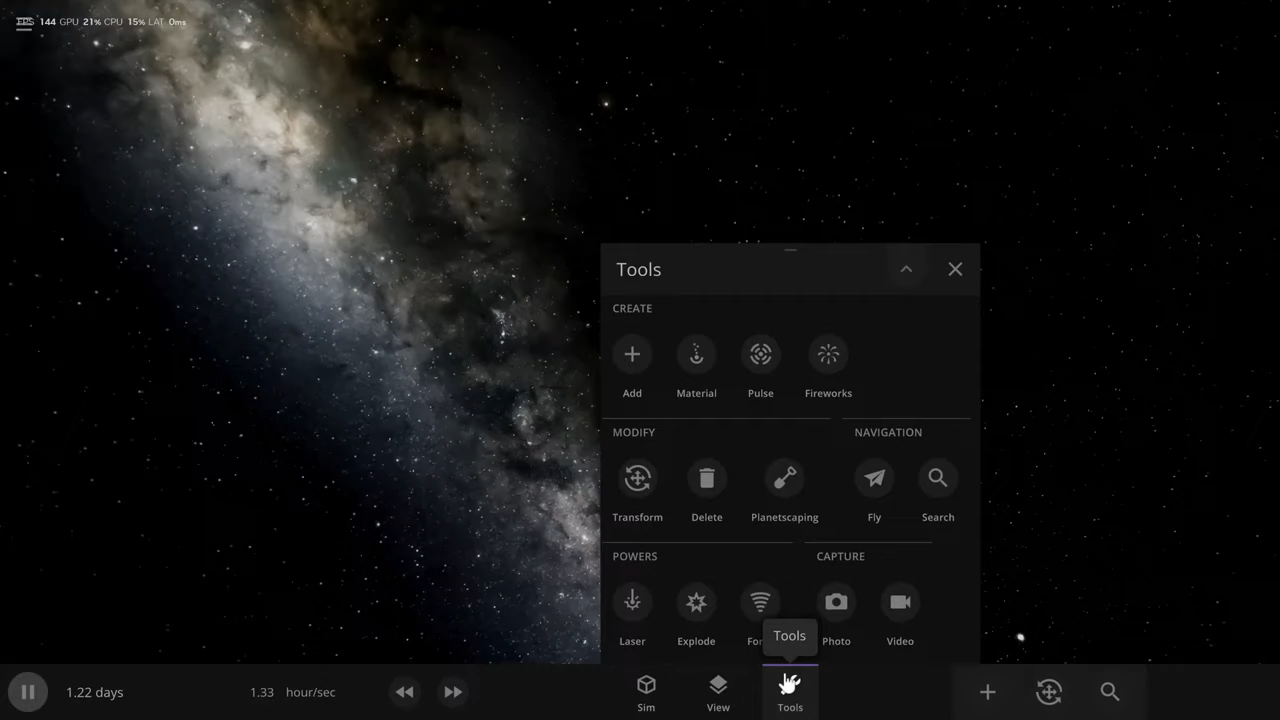 FPS 144 GPU 21% CPU 15% LAT 0ms
Tools
CREATE
Add Material Pulse Fireworks
MODIFY NAVIGATION
Transform Delete Planetscaping Fly Search
POWERS CAPTURE
Tools
Laser Explode Photo Video
1.22 days 1.33 hour/sec
Sim View Tools